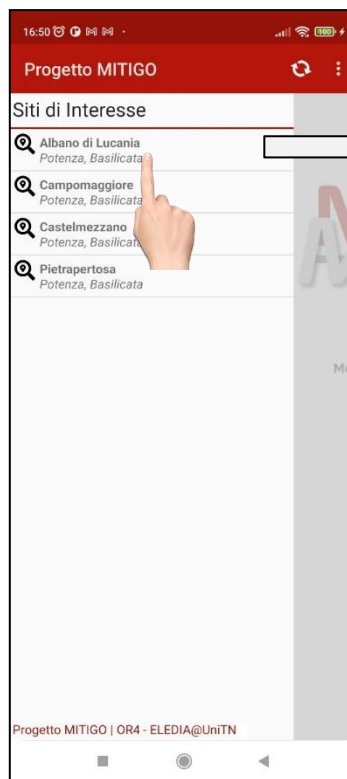 16:50
100
Progetto MITIGO
Siti di Interesse
Albano di Lucania
Potenza, Basilicata
Campomaggiore
Potenza, Basilicata
Castelmezzano
Potenza, Basilicata
Pietrapertosa
Potenza, Basilicata
Progetto MITIGO | OR4 - ELEDIA@UniTN